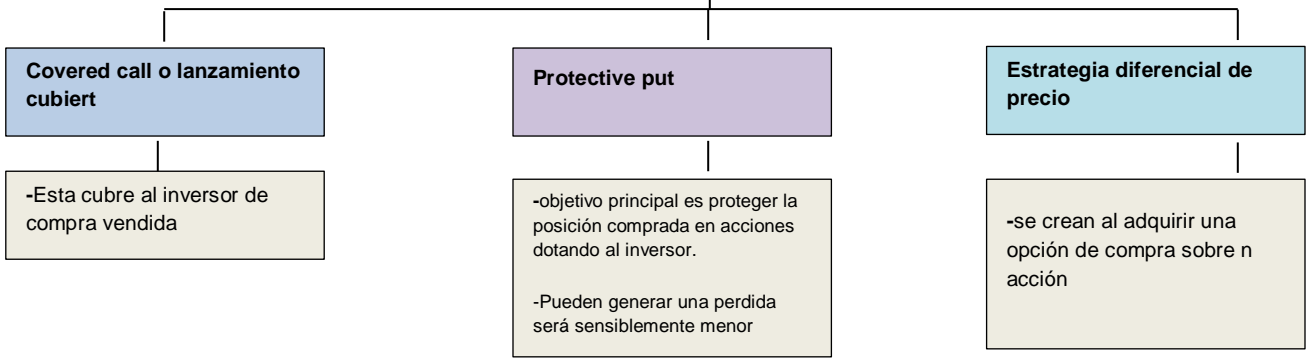 Covered call o lanzamiento
cubiert
Protective put
Estrategia diferencial de
precio
-Esta cubre al inversor de
compra vendida
-objetivo principal es proteger la
posición comprada en acciones
dotando al inversor.
-Pueden generar una perdida
será sensiblemente menor
-se crean al adquirir una
opción de compra sobre n
acción